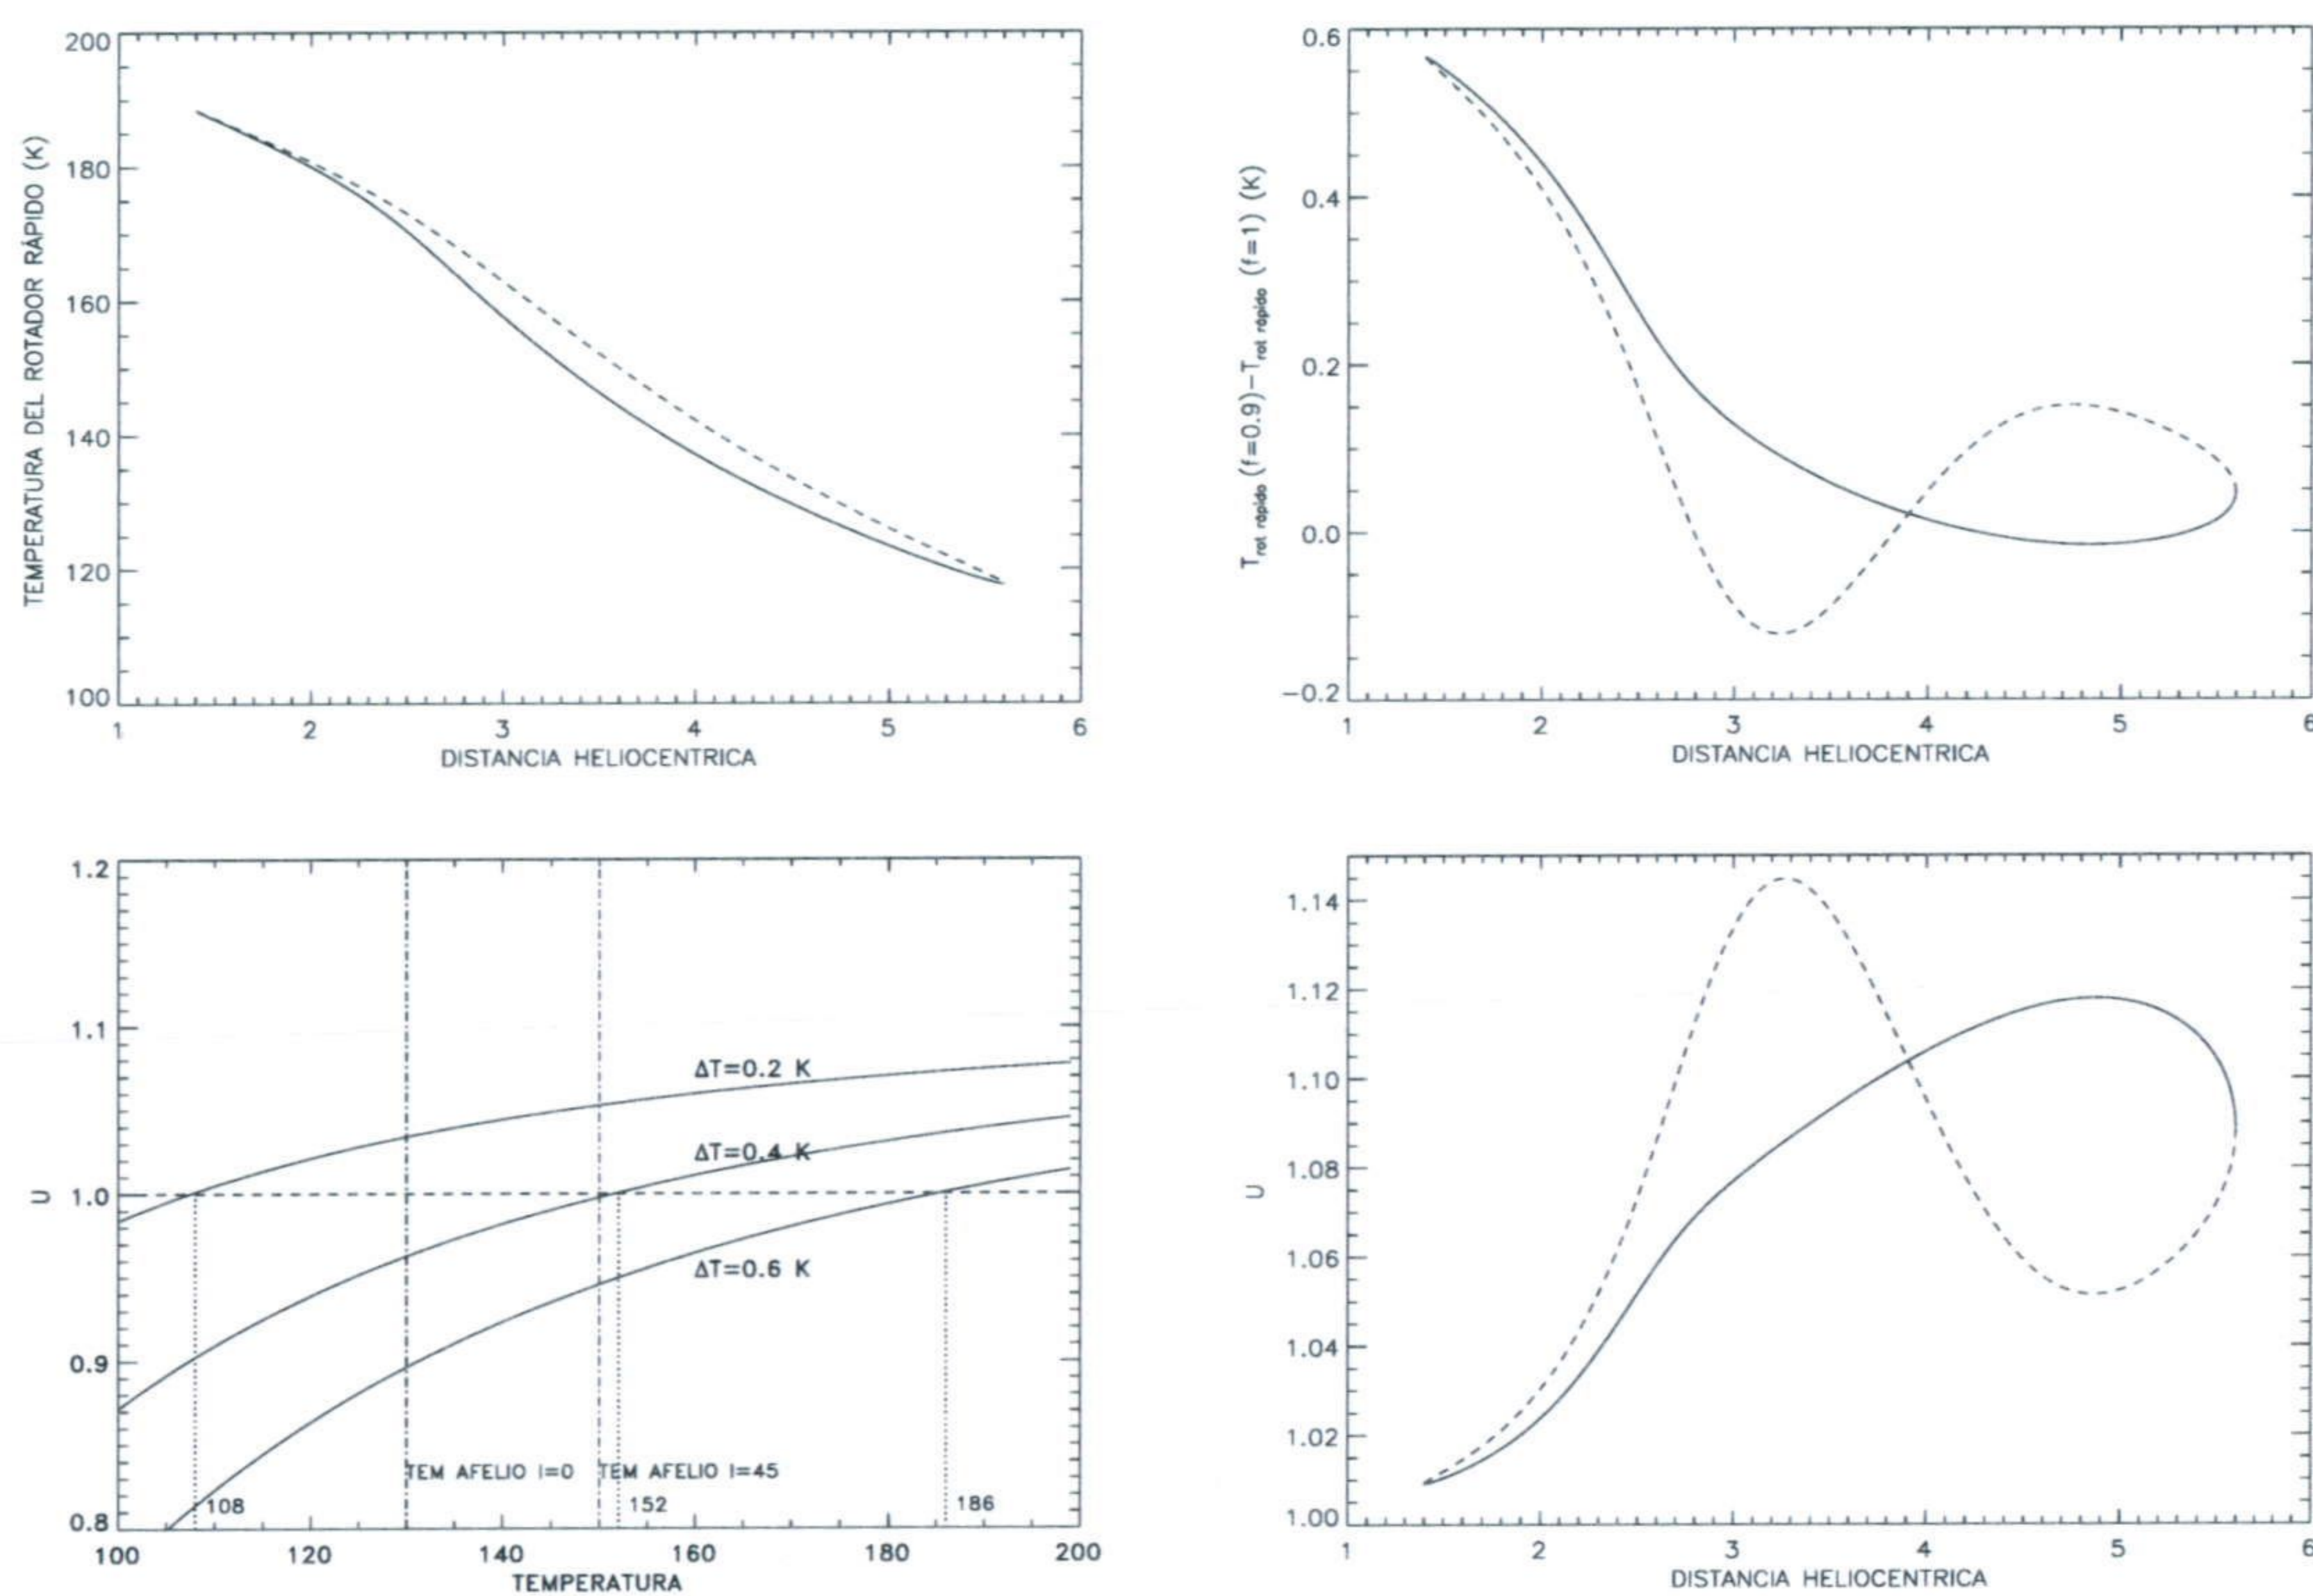 200
180
160
140
120
100
1 2 3 4 5 6
TEMPERATURA DEL ROTADOR RÁPIDO (K)
DISTANCIA HELIOCENTRICA
0.6
0.4
0.2
0.0
−0.2
1 2 3 4 5 6
T rot rápido (f=0.9)−T rot rápido (f=1) (K)
DISTANCIA HELIOCENTRICA
1.2
1.1
1.0
0.9
0.8
U
ΔT=0.2 K
ΔT=0.4 K
ΔT=0.6 K
TEM AFELIO I=0 TEM AFELIO I=45
108 152 186
100 120 140 160 180 200
TEMPERATURA
1.14
1.12
1.10
1.08
1.06
1.04
1.02
1.00
U
1 2 3 4 5 6
DISTANCIA HELIOCENTRICA